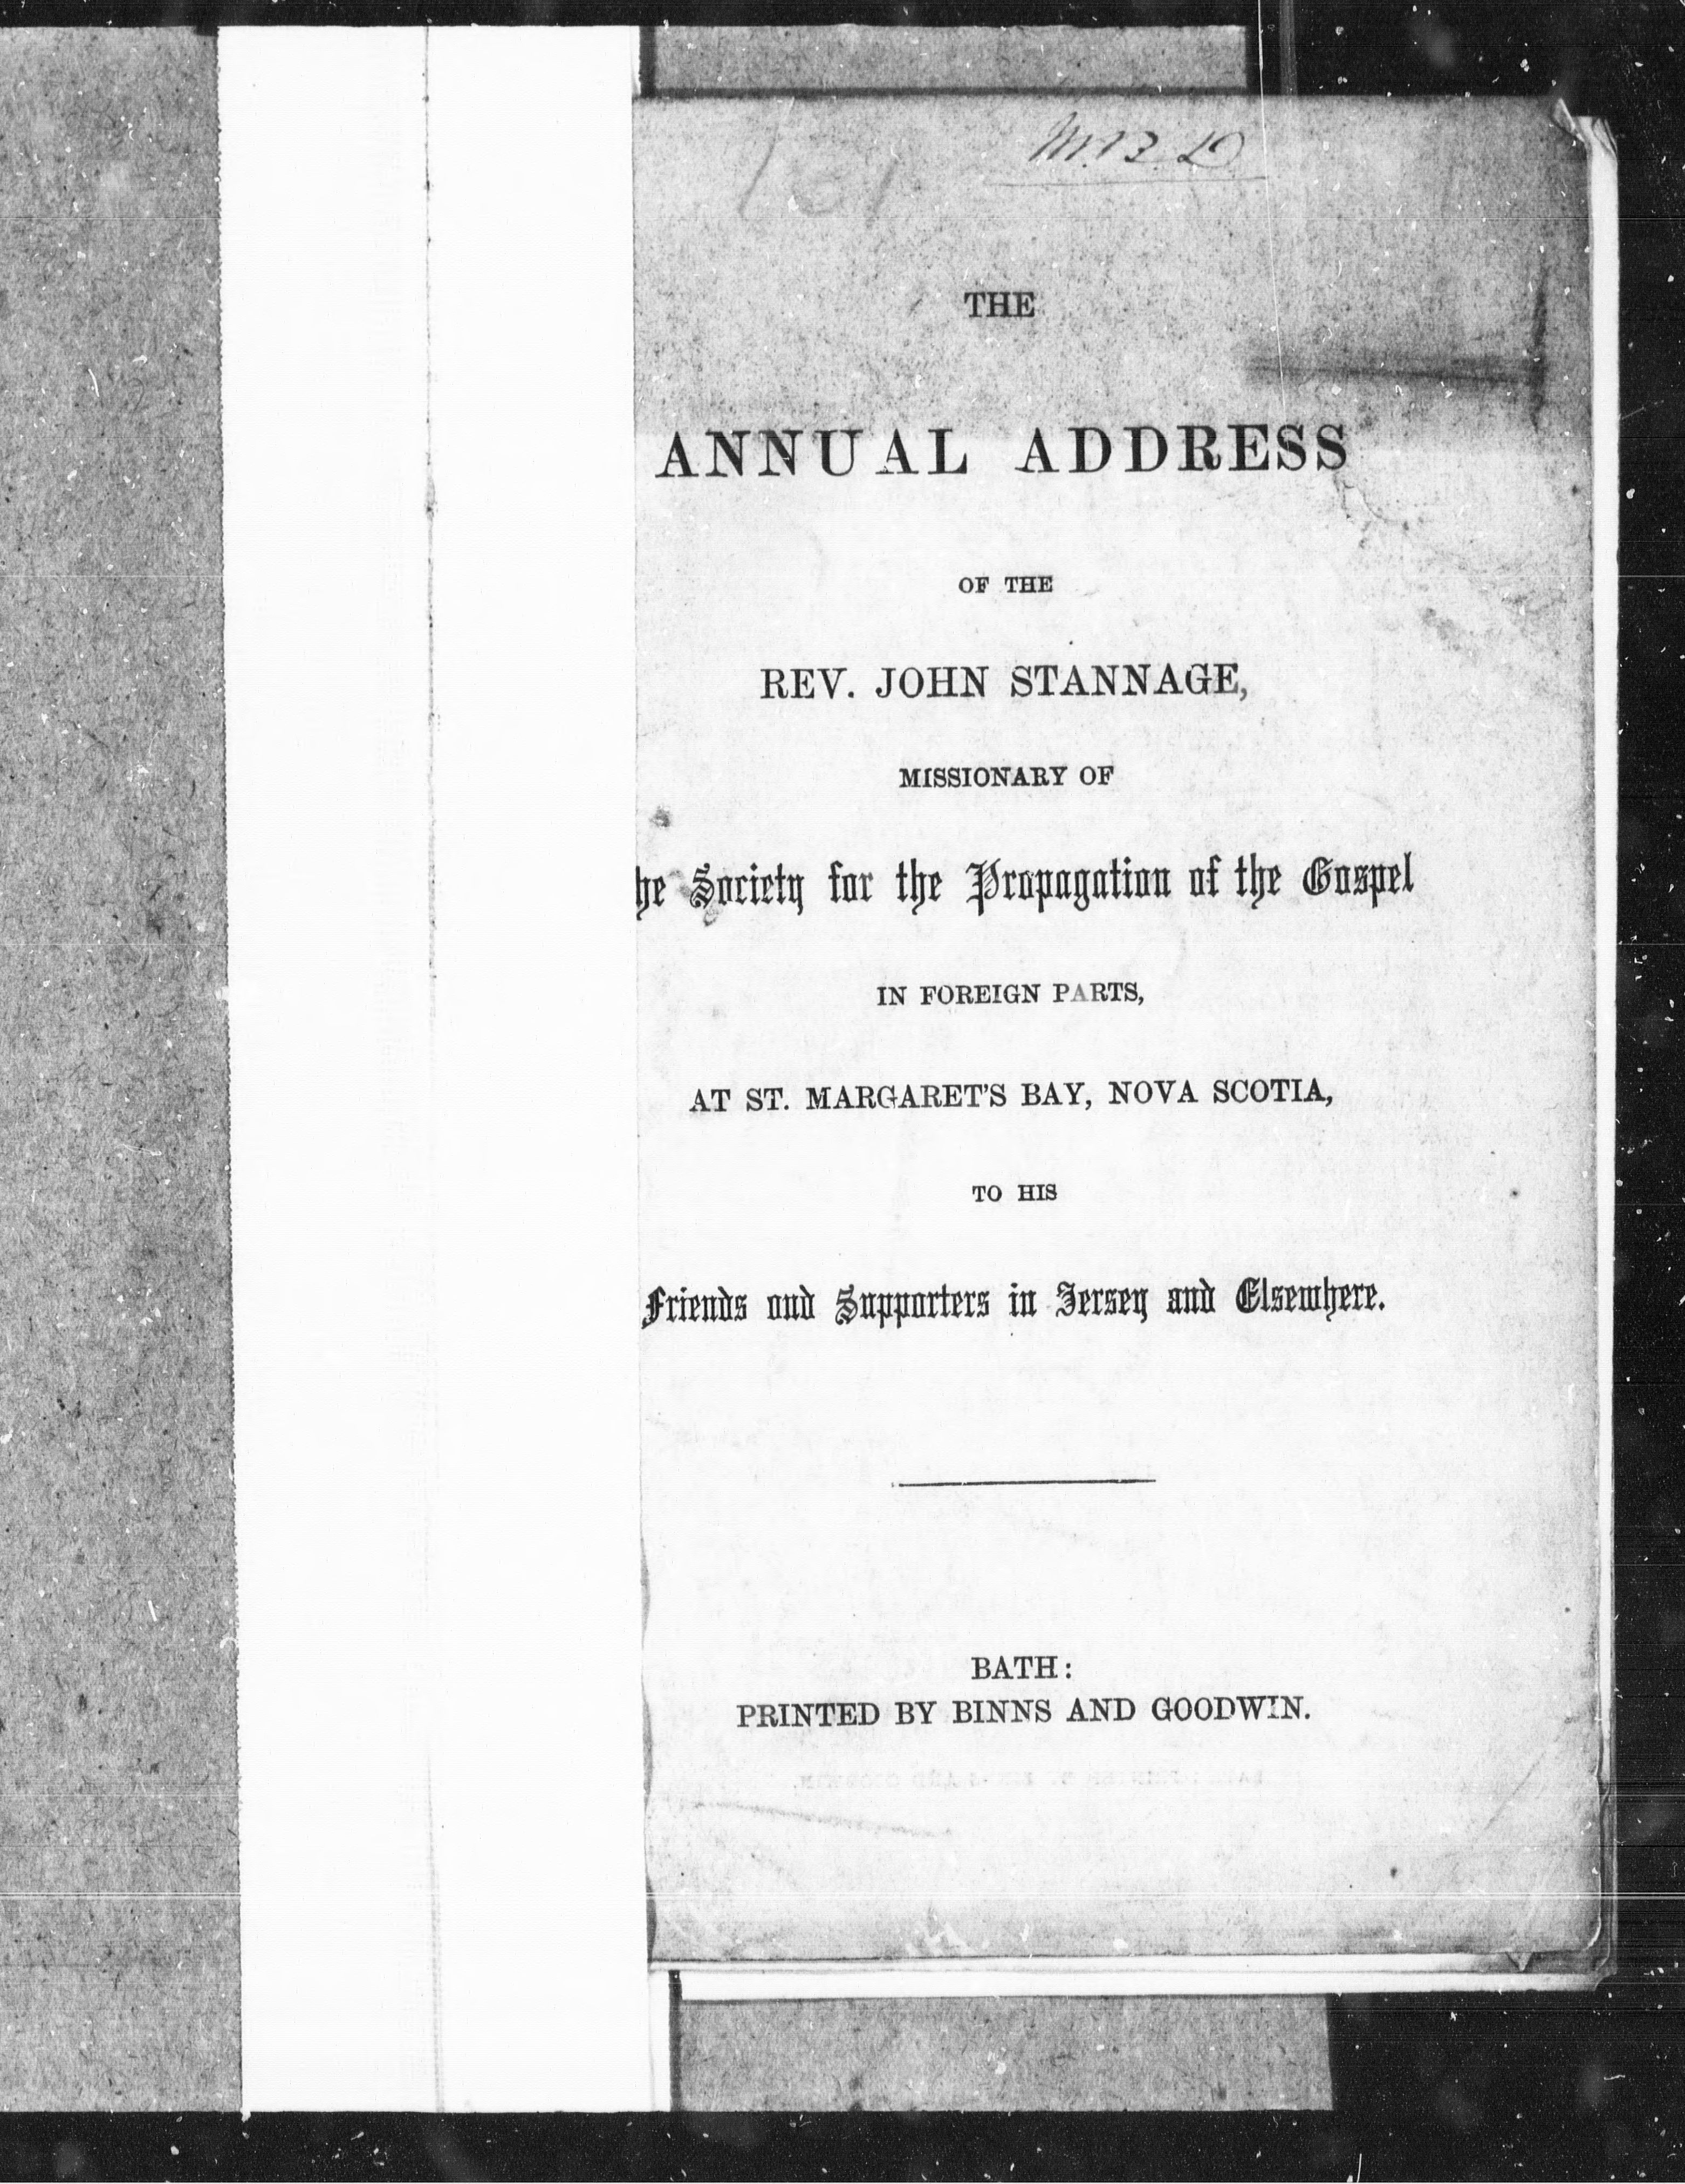 THE
ANNUAL ADDRESS
OF THE
REV. JOHN STANNAGE,
MISSIONARY OF
he Society for the Propagation of the Gospel
IN FOREIGN PARTS,
AT ST. MARGARET'S BAY, NOVA SCOTIA,
TO HIS
Friends and Supporters in Jersey and Elsewhere.
BATH:
PRINTED BY BINNS AND GOODWIN.